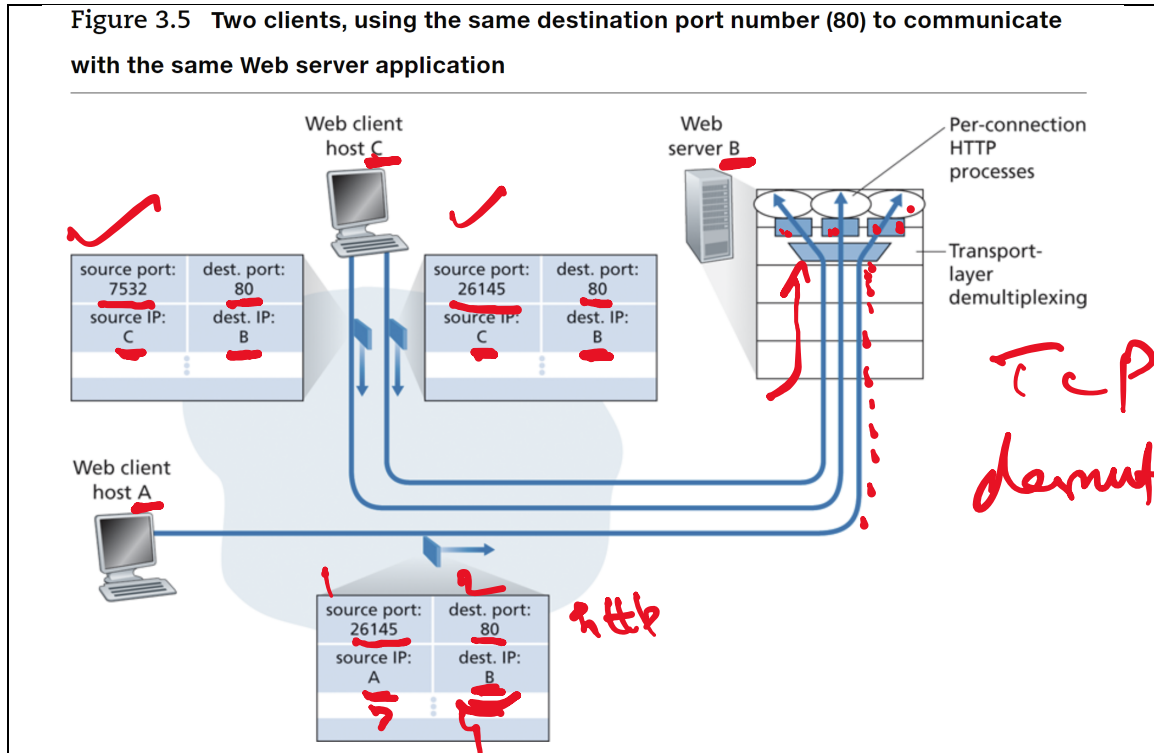 Figure 3.5 Two clients, using the same destination port number (80) to communicate
with the same Web server application
Web client
host C
Web
server B
Per-connection
HTTP
processes
source port:
7532
dest. port:
80
source IP:
C
dest. IP:
B
source port:
26145
dest. port:
80
source IP:
C
dest. IP:
B
Transport-
layer
demultiplexing
TCP
Web client
host A
1
2
source port:
26145
dest. port:
80
http
source IP:
A
dest. IP:
B